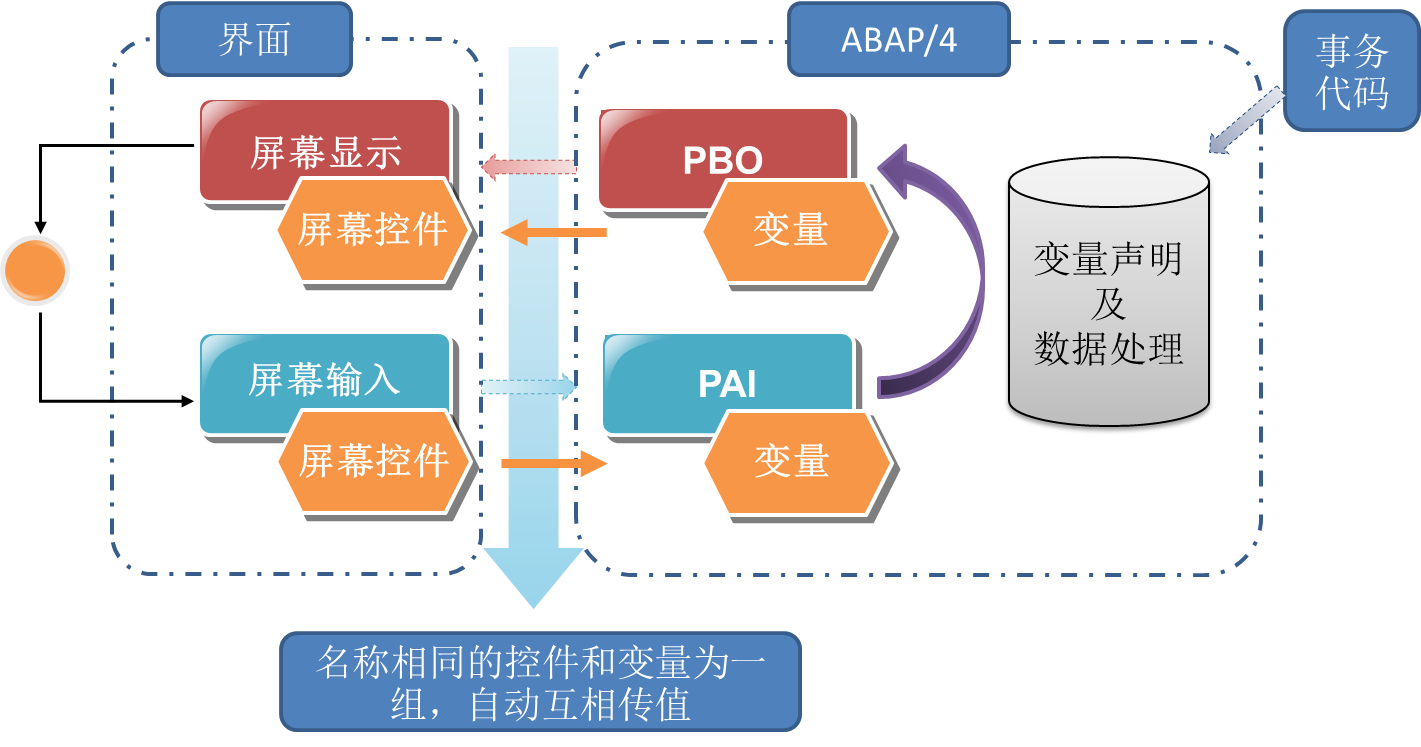 界面
ABAP/4
事务
代码
屏幕显示
屏幕控件
PBO
变量
变量声明
及
数据处理
屏幕输入
屏幕控件
PAI
变量
名称相同的控件和变量为一
组，自动互相传值